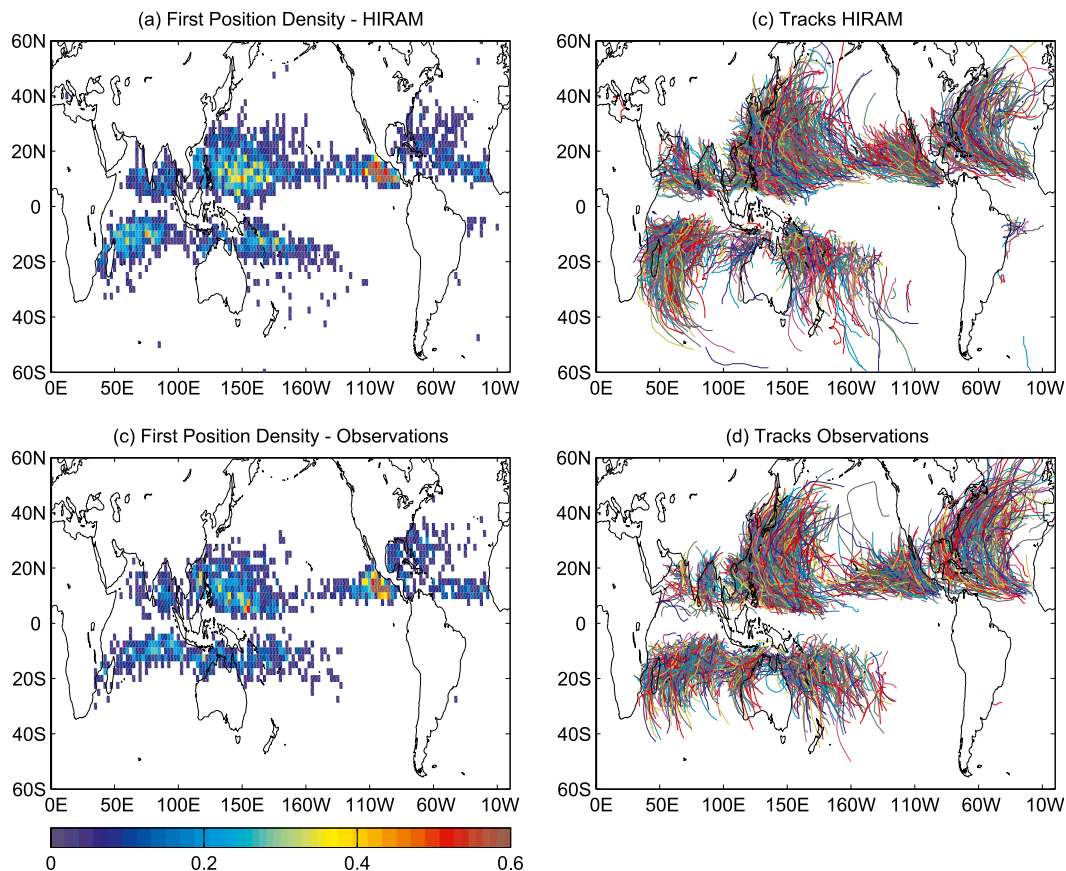 (a) First Position Density - HIRAM
(c) Tracks HIRAM
60N
40N
20N
0
20S
40S
60S
0E 50E 100E 150E 160W 110W 60W 10W
60N
40N
20N
0
20S
40S
60S
0E 50E 100E 150E 160W 110W 60W 10W
(c) First Position Density - Observations
(d) Tracks Observations
60N
40N
20N
0
20S
40S
60S
0E 50E 100E 150E 160W 110W 60W 10W
60N
40N
20N
0
20S
40S
60S
0E 50E 100E 150E 160W 110W 60W 10W
0 0.2 0.4 0.6